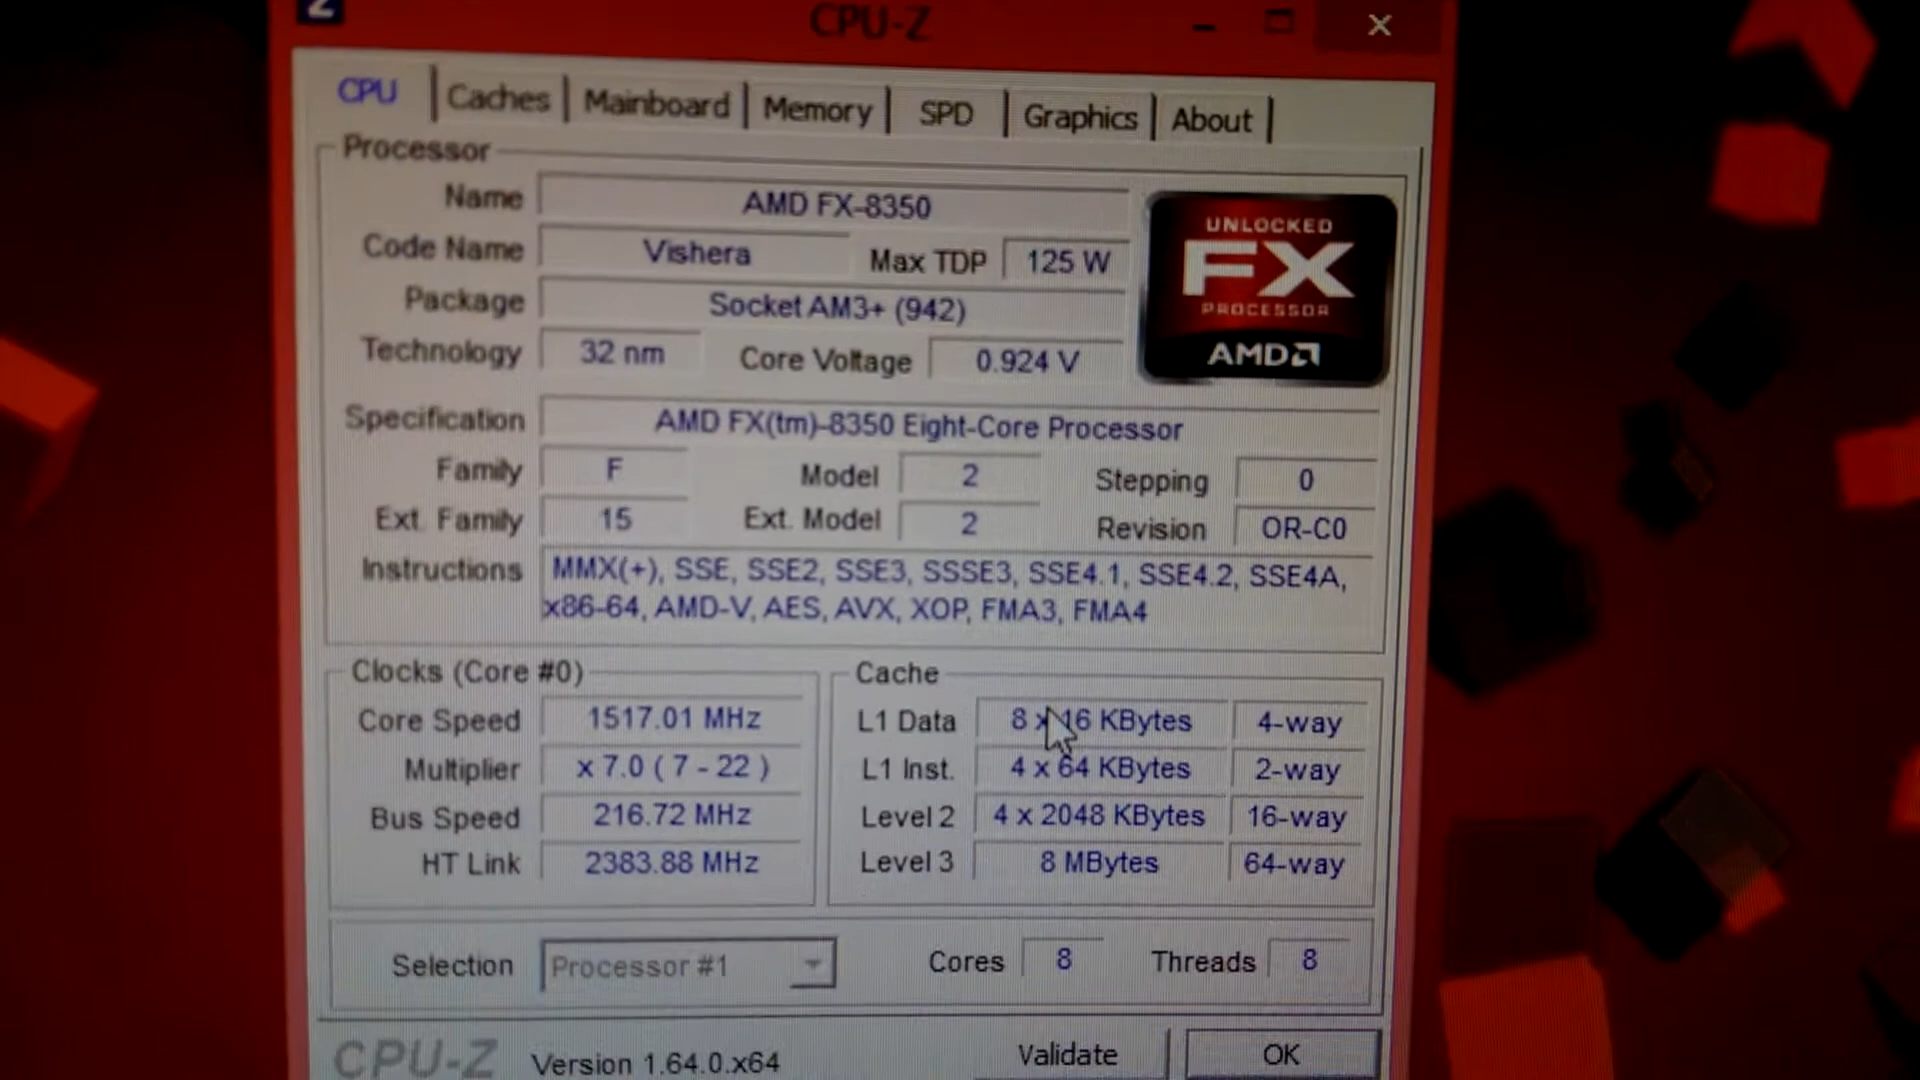 CPU-Z
CPU Caches Mainboard Memory SPD Graphics About
Processor
Name AMD FX-8350
Code Name Vishera Max TDP 125 W
Package Socket AM3+ (942)
Technology 32 nm Core Voltage 0.924 V
UNLOCKED
FX
PROCESSOR
AMD
Specification AMD FX(tm)-8350 Eight-Core Processor
Family F Model 2 Stepping 0
Ext. Family 15 Ext. Model 2 Revision OR-C0
Instructions MMX(+), SSE, SSE2, SSE3, SSSE3, SSE4.1, SSE4.2, SSE4A,
x86-64, AMD-V, AES, AVX, XOP, FMA3, FMA4
Clocks (Core #0)
Core Speed 1517.01 MHz
Multiplier x 7.0 ( 7 - 22 )
Bus Speed 216.72 MHz
HT Link 2383.88 MHz
Cache
L1 Data 8 x 16 KBytes 4-way
L1 Inst. 4 x 64 KBytes 2-way
Level 2 4 x 2048 KBytes 16-way
Level 3 8 MBytes 64-way
Selection Processor #1 Cores 8 Threads 8
CPU-Z Version 1.64.0.x64 Validate OK